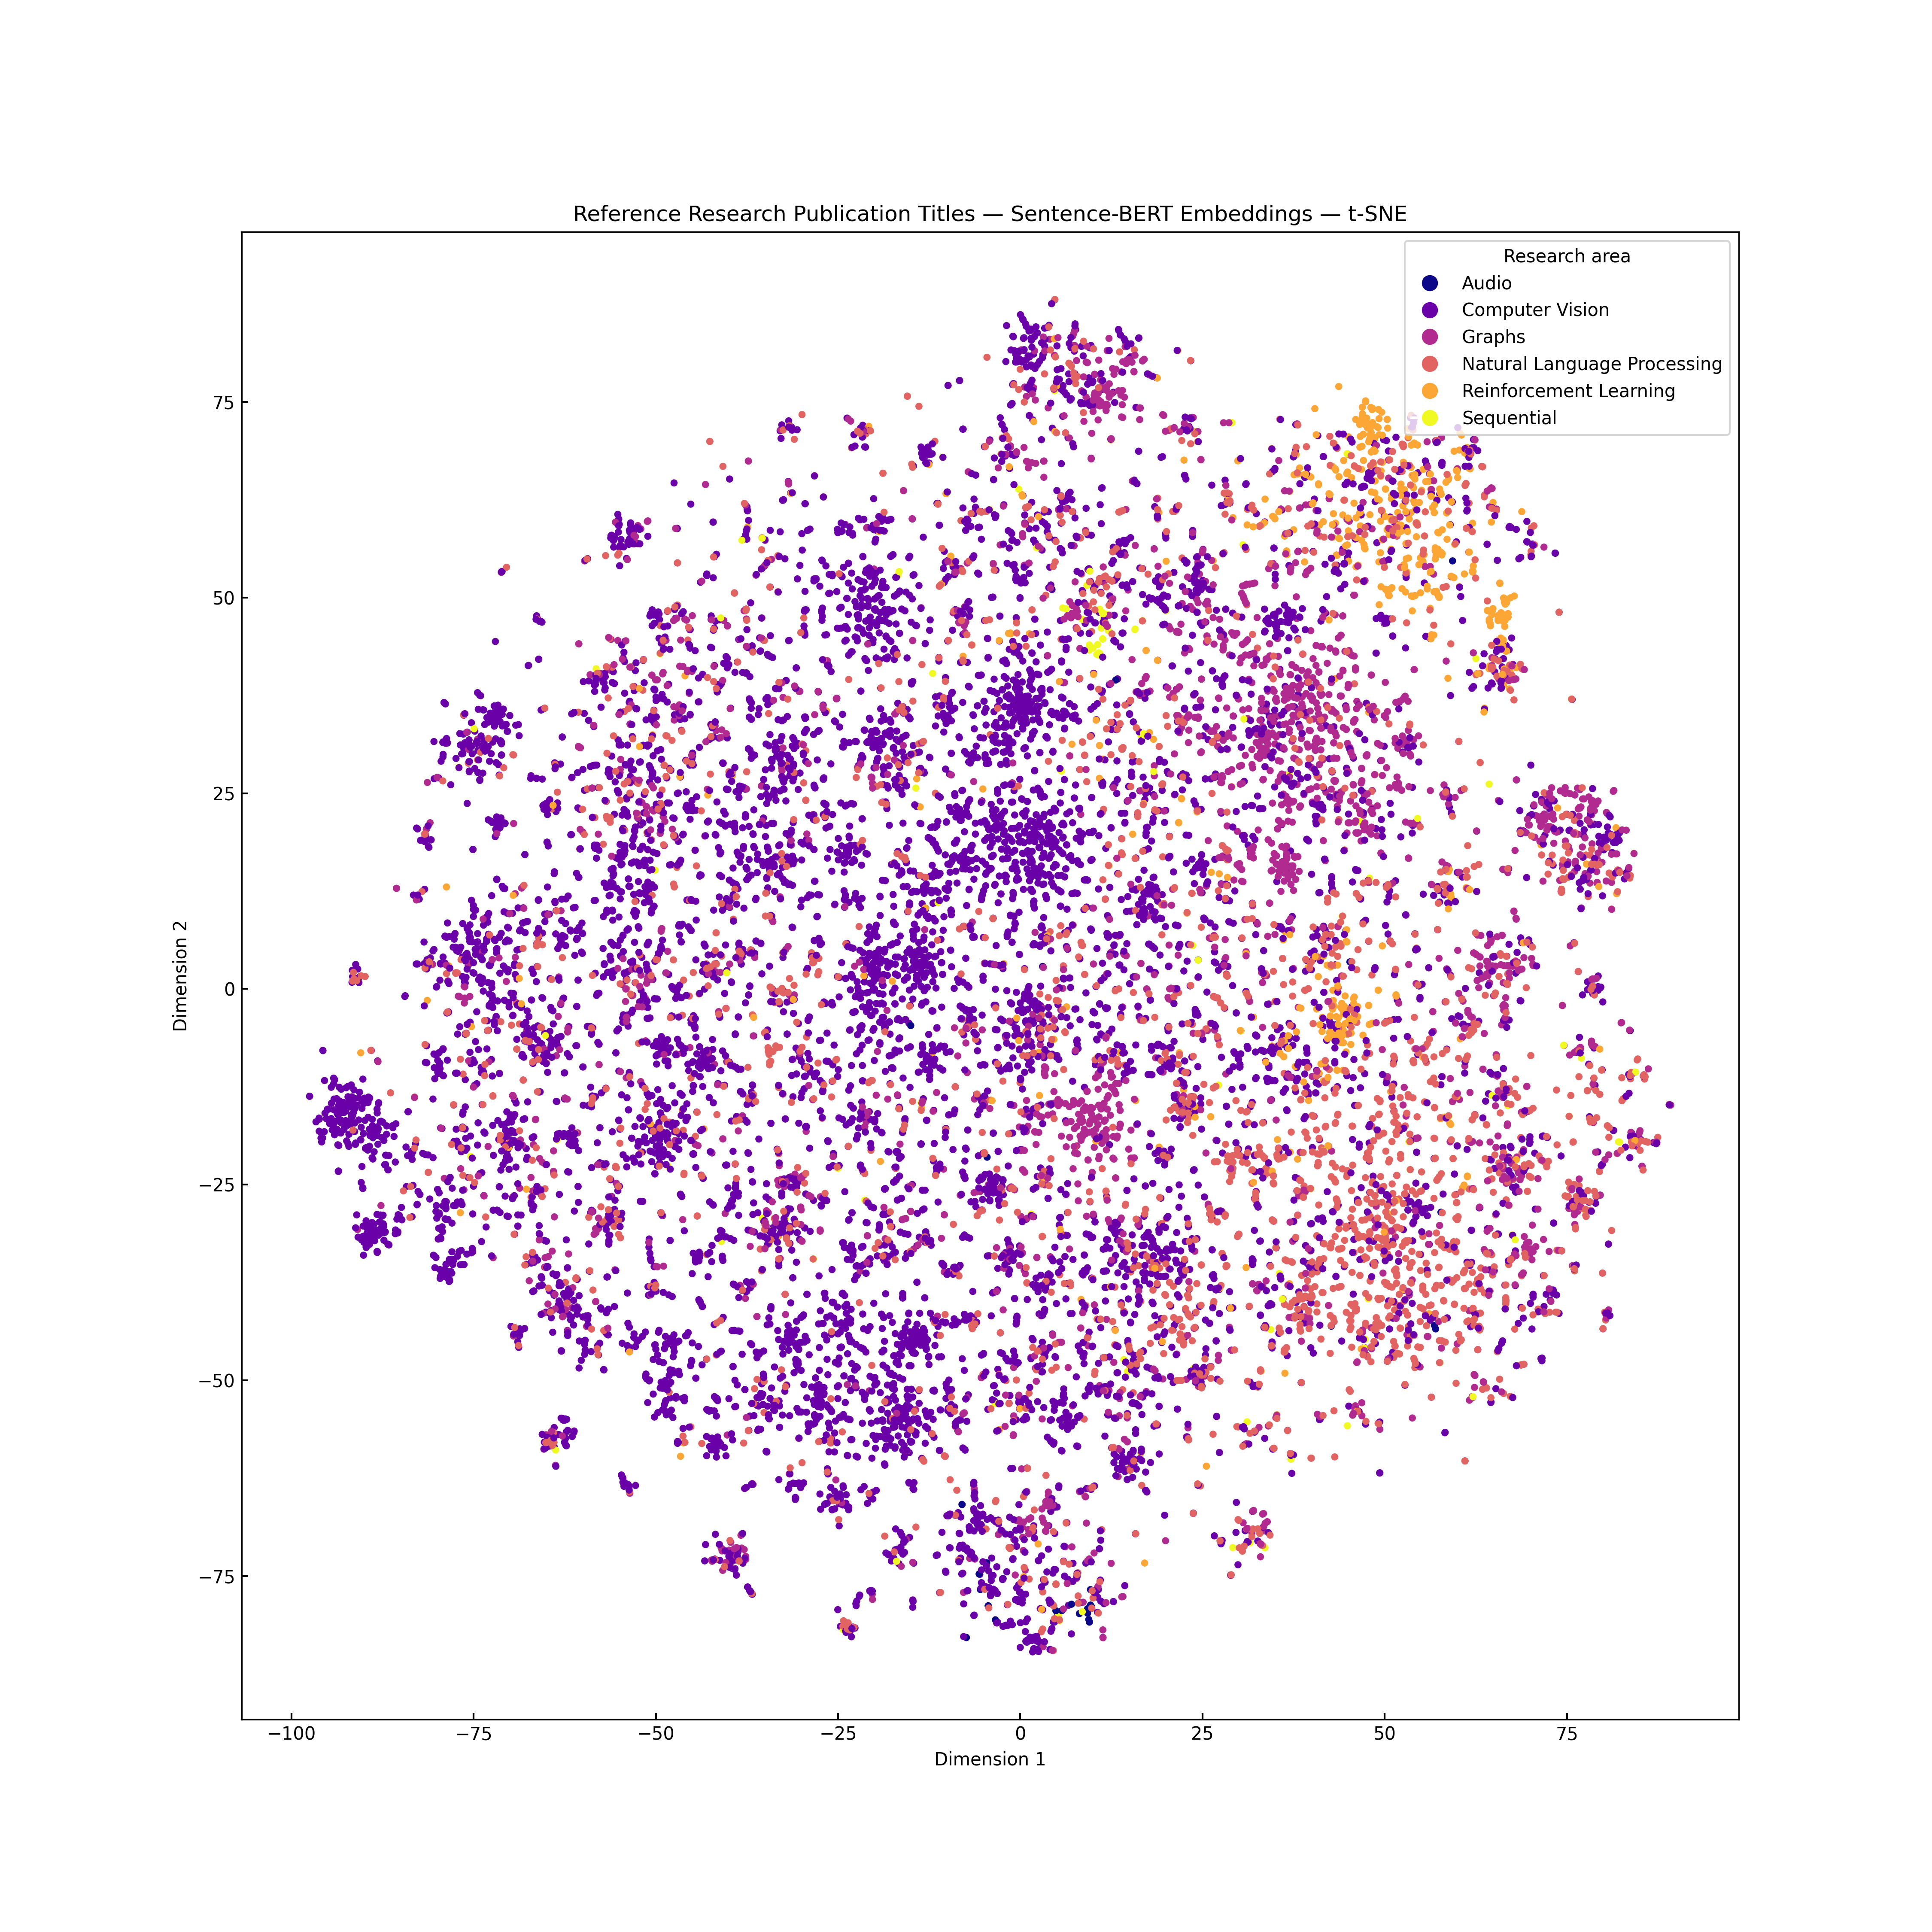 Reference Research Publication Titles — Sentence-BERT Embeddings — t-SNE
Research area
Audio
Computer Vision
Graphs
Natural Language Processing
Reinforcement Learning
Sequential
75
50
25
0
−25
−50
−75
Dimension 2
−100
−75
−50
−25
0
25
50
75
Dimension 1